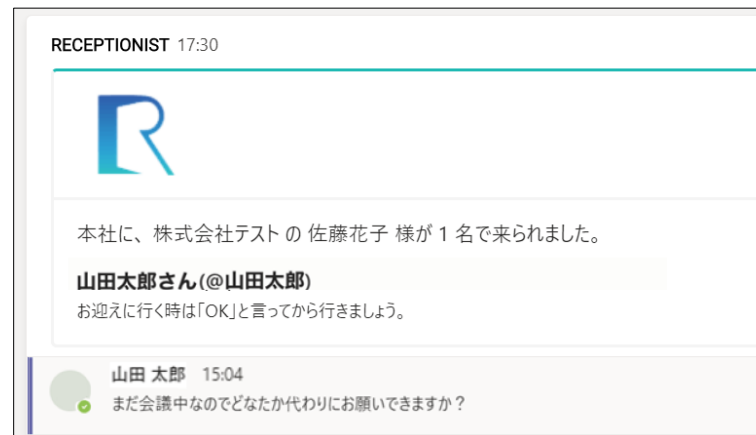 RECEPTIONIST 17:30
本社に、株式会社テスト の 佐藤花子 様が 1 名で来られました。
山田太郎さん(@山田太郎)
お迎えに行く時は「OK」と言ってから行きましょう。
山田 太郎 15:04
まだ会議中なのでどなたか代わりにお願いできますか？